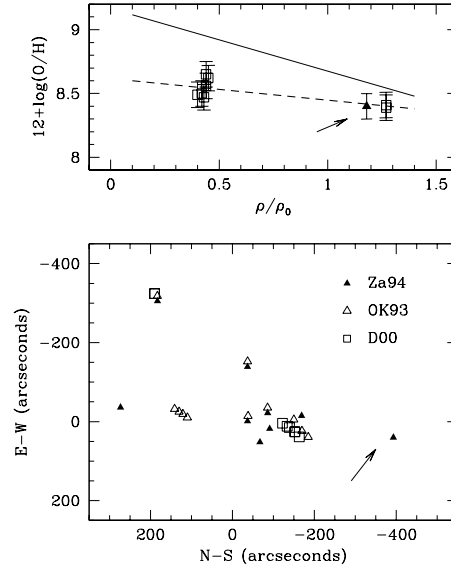 9
8.5
8
12+log(O/H)
0
0.5
1
1.5
ρ/ρ₀
−400
−200
0
200
E−W (arcseconds)
Za94
OK93
D00
200
0
−200
−400
N−S (arcseconds)